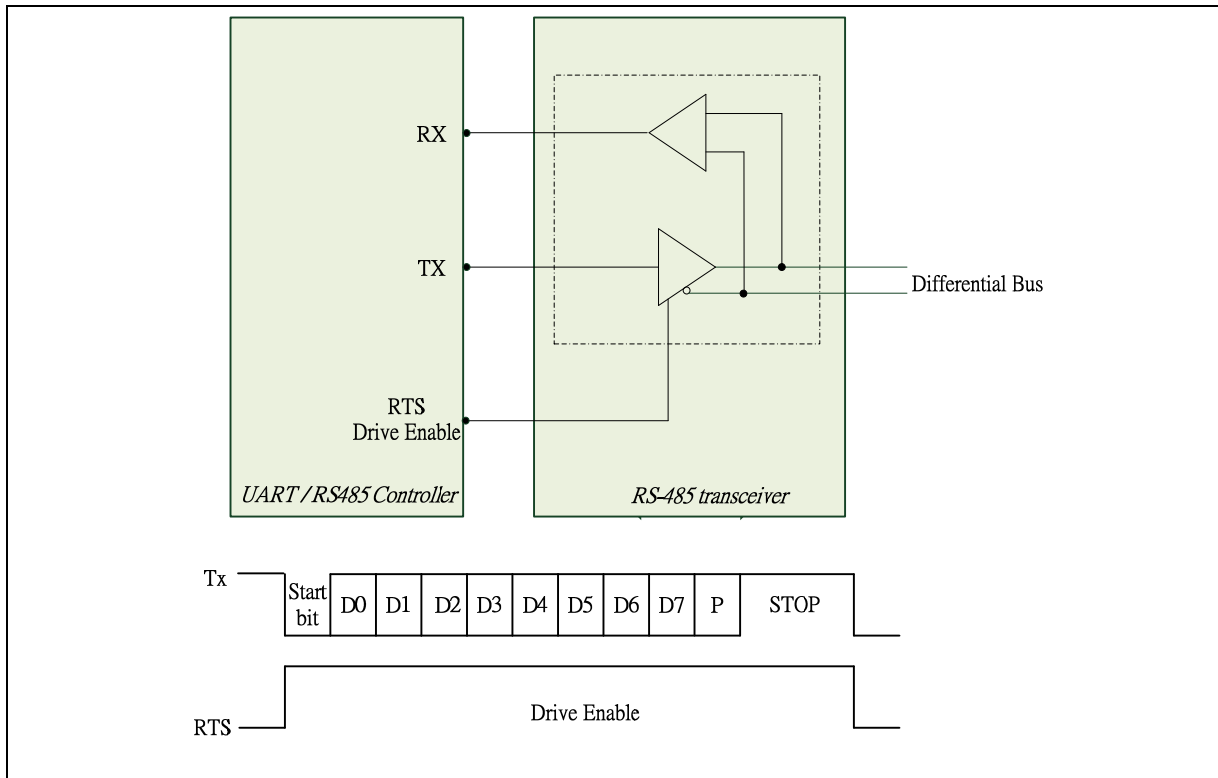 RX
TX
Differential Bus
RTS
Drive Enable
UART / RS485 Controller
RS-485 transceiver
Tx
Start
bit
D0 D1 D2 D3 D4 D5 D6 D7 P STOP
RTS
Drive Enable